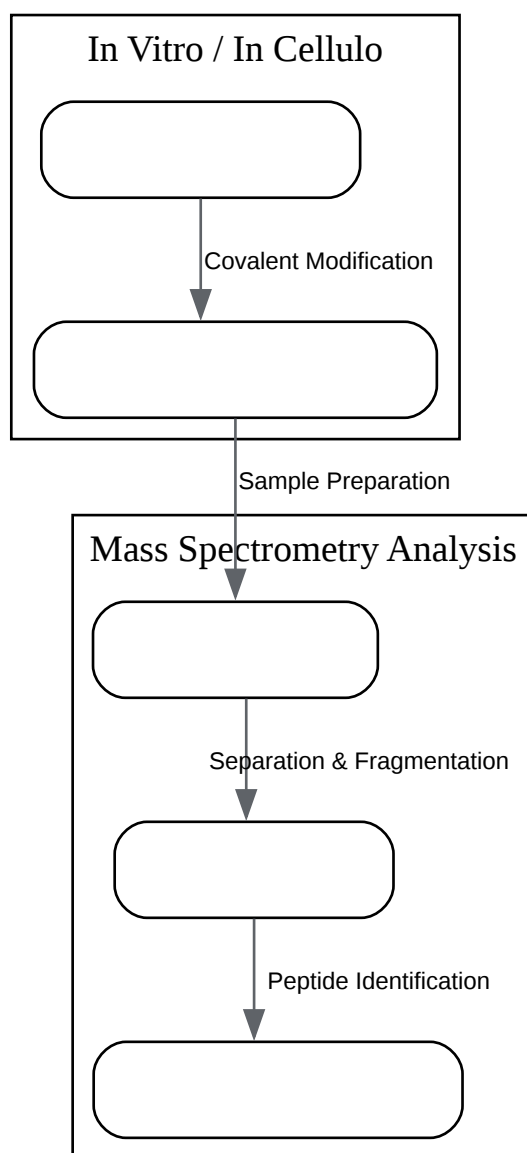 In Vitro / In Cellulo
Covalent Modification
Sample Preparation
Mass Spectrometry Analysis
Separation & Fragmentation
Peptide Identification